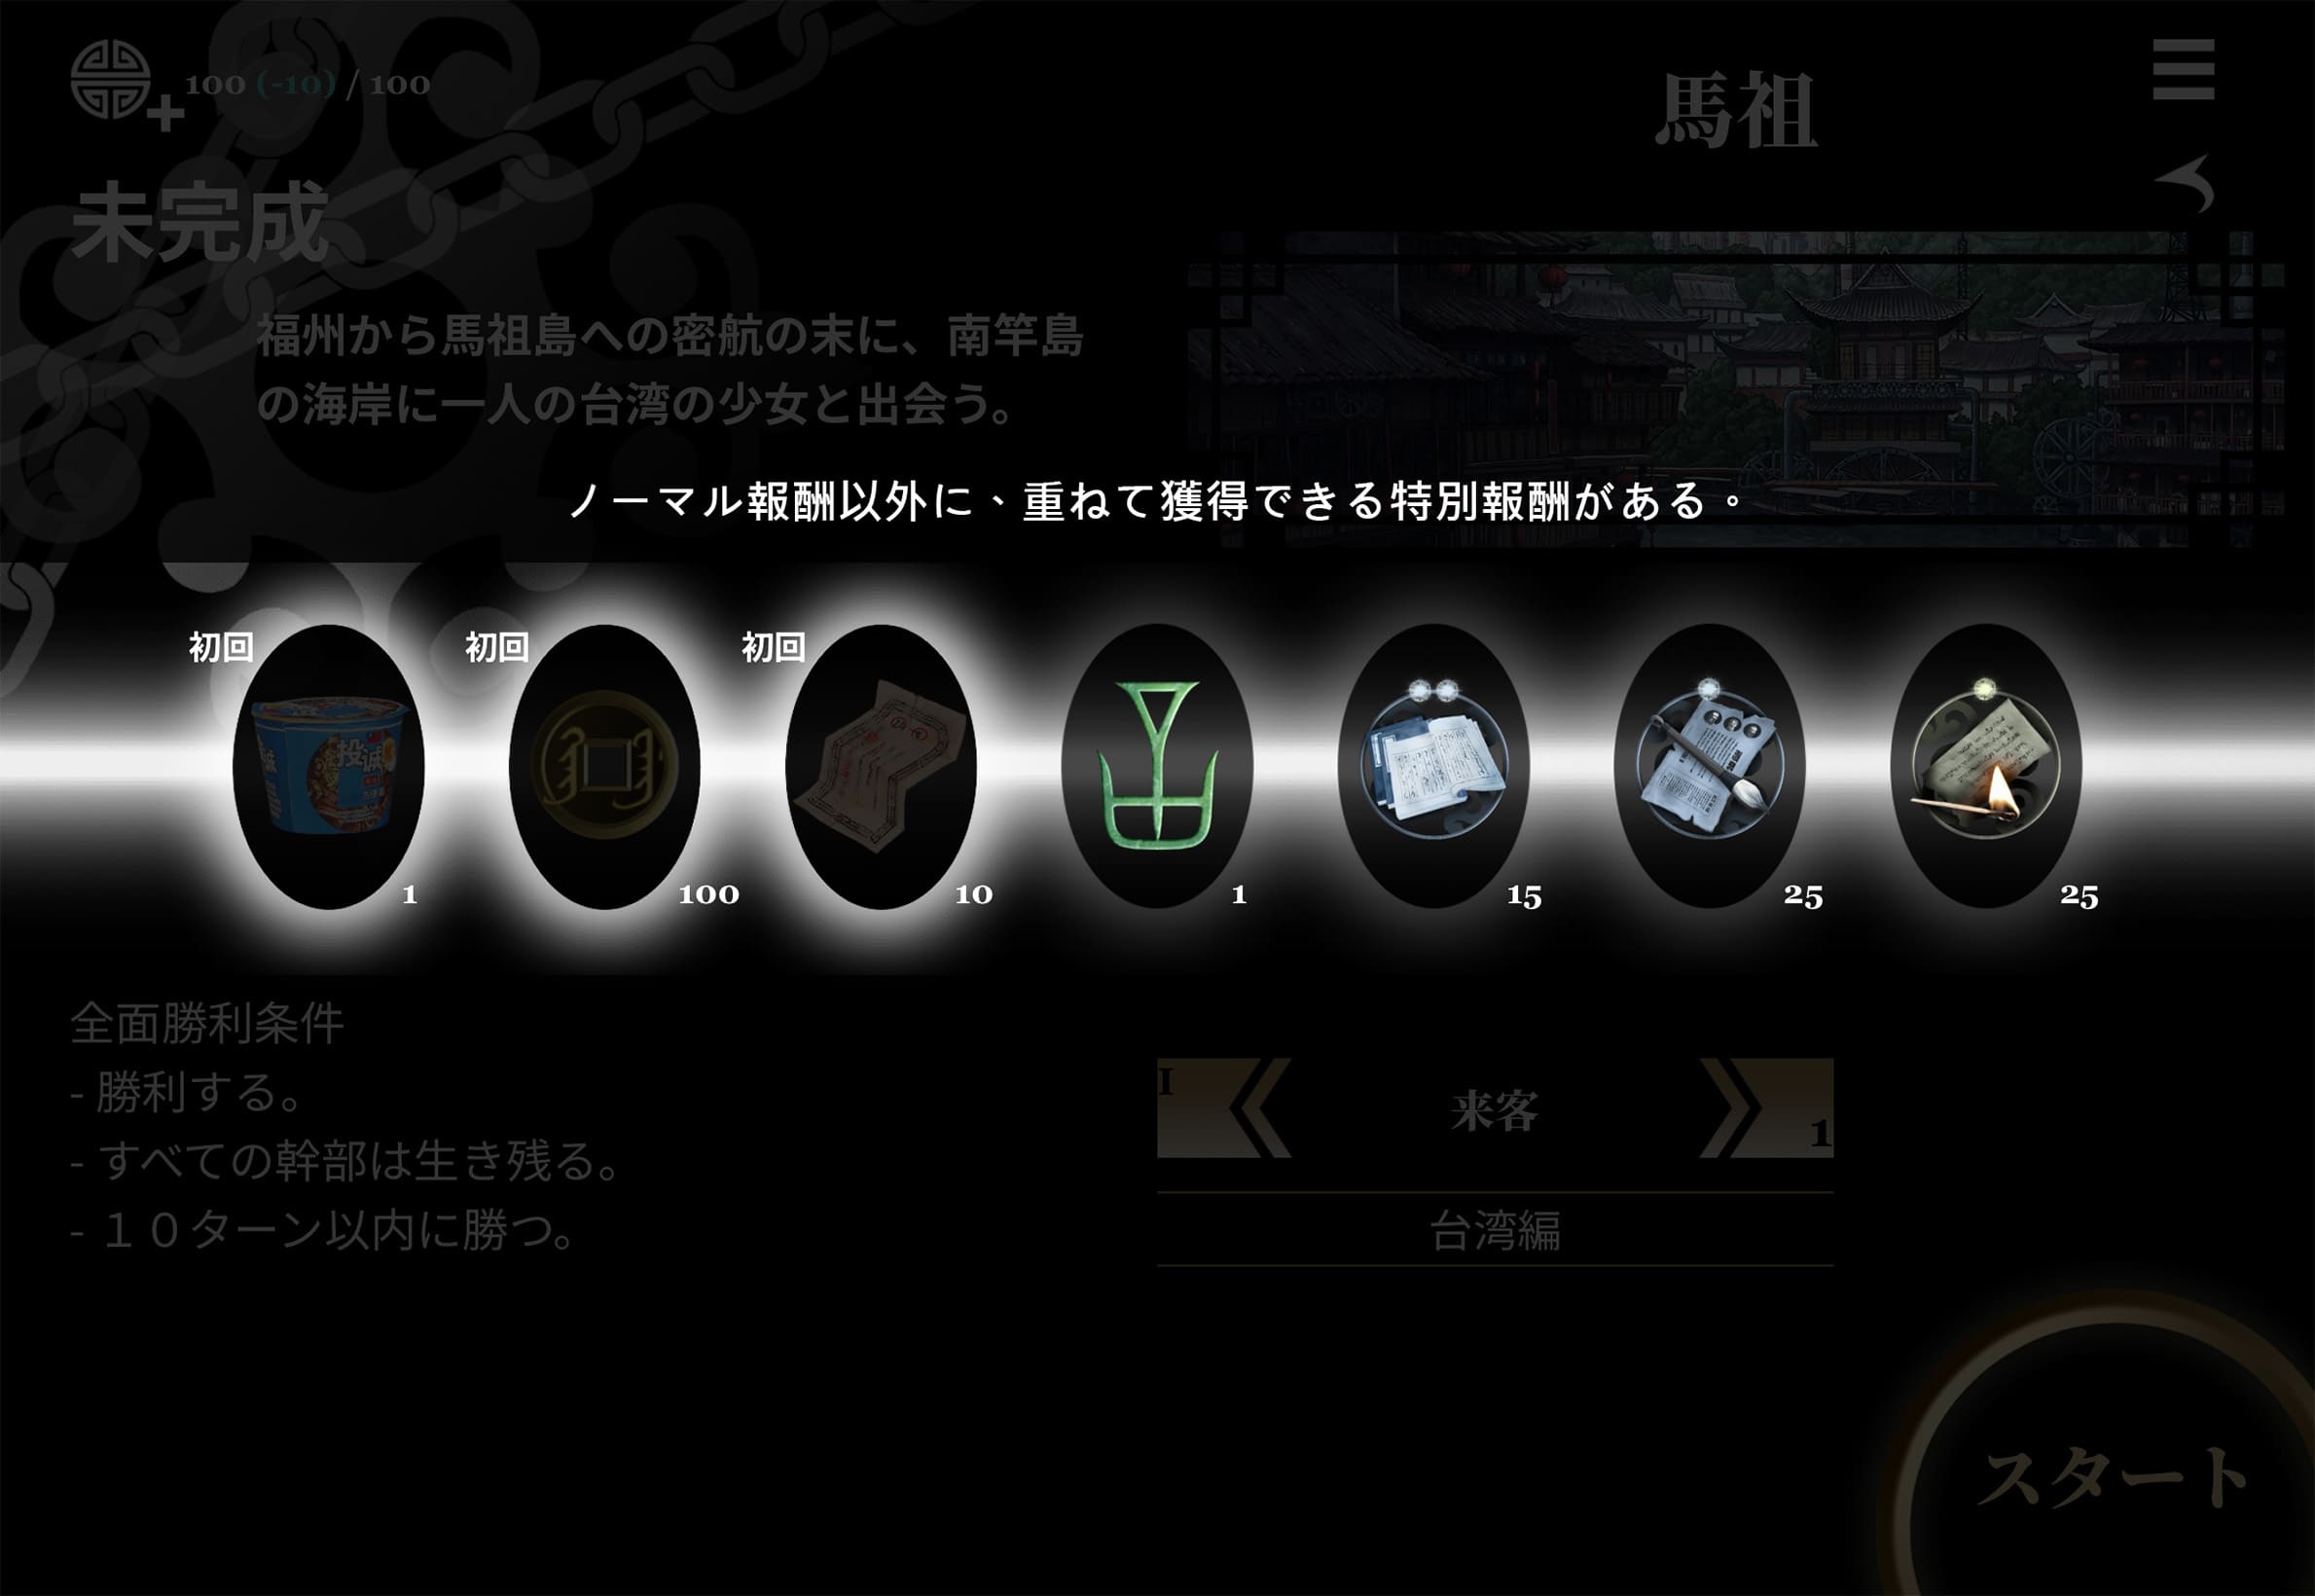 100 (-10) / 100
馬祖
未完成
福州から馬祖島への密航の末に、南竿島
の海岸に一人の台湾の少女と出会う。
ノーマル報酬以外に、重ねて獲得できる特別報酬がある。
初回
初回
初回
投诚
1
100
10
1
15
25
25
全面勝利条件
- 勝利する。
- すべての幹部は生き残る。
- １０ターン以内に勝つ。
I
来客
1
台湾編
スタート